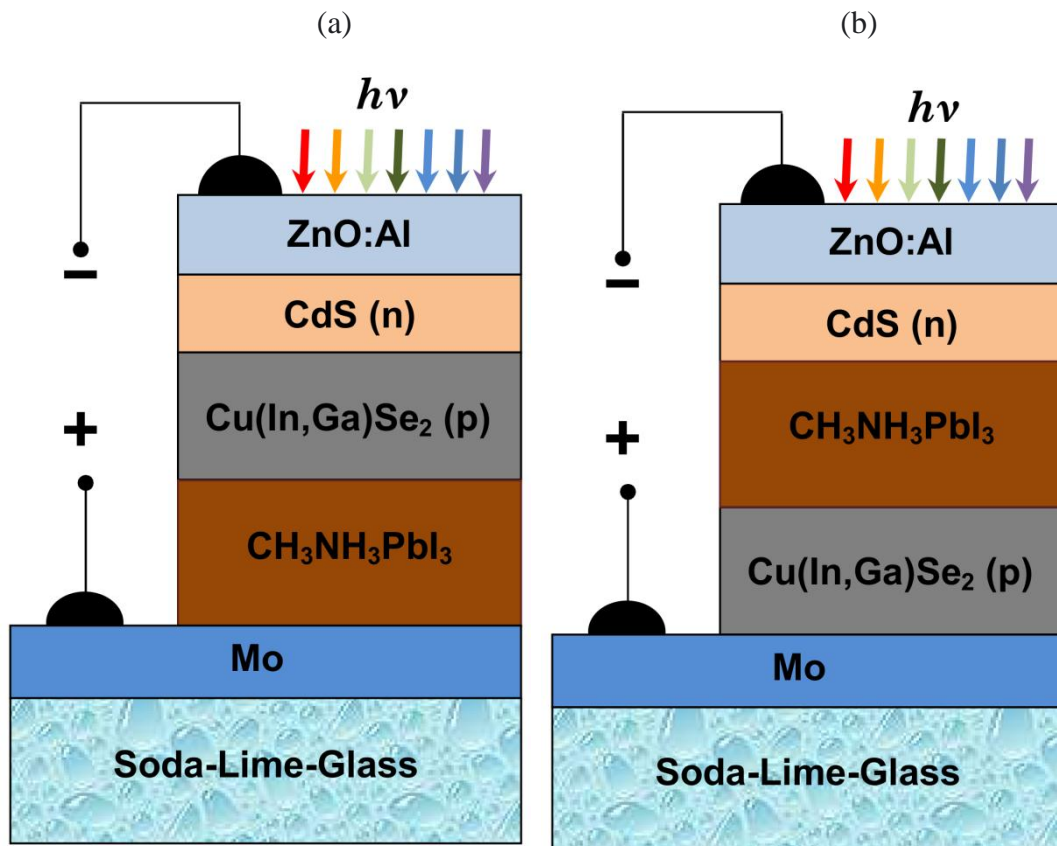 (a)
hν
ZnO:Al
−
CdS (n)
+
Cu(In,Ga)Se₂ (p)
CH₃NH₃PbI₃
Mo
Soda-Lime-Glass
(b)
hν
ZnO:Al
−
CdS (n)
+
CH₃NH₃PbI₃
Cu(In,Ga)Se₂ (p)
Mo
Soda-Lime-Glass